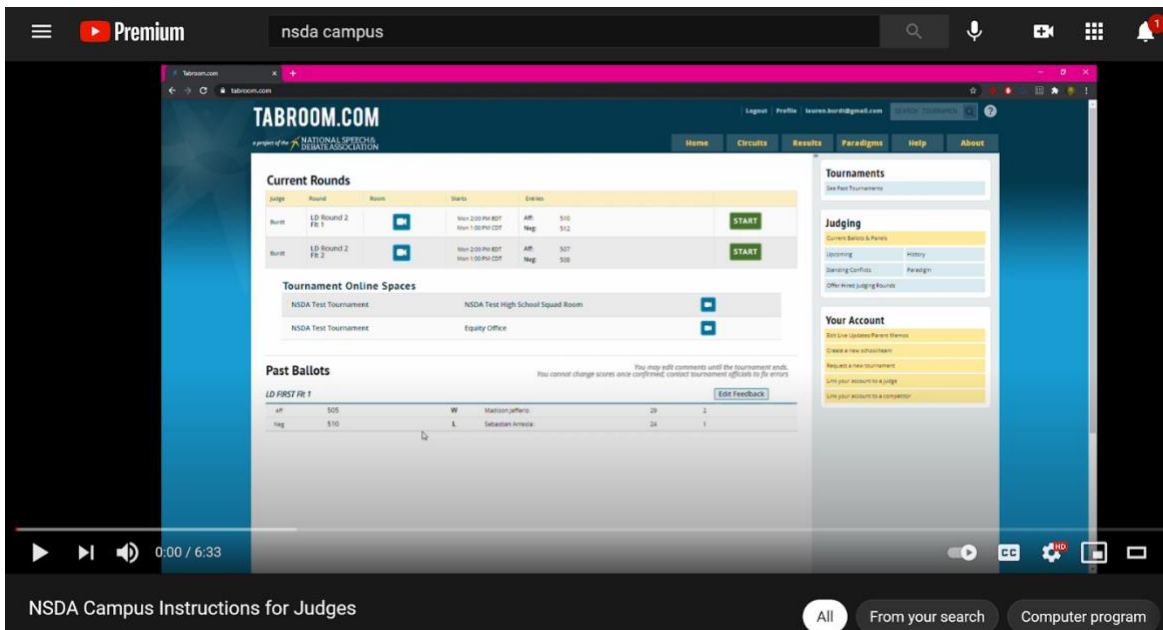 Premium
nsda campus
1
Tabroom.com
tabroom.com
TABROOM.COM
a project of the NATIONAL SPEECH & DEBATE ASSOCIATION
Logout Profile lauren.burdt@gmail.com
Home Circuits Results Paradigms Help About
Current Rounds
Judge Round Room Starts Entries
Burdt LD Round 2 Flt 1 Mon 2:00 PM EDT Mon 1:00 PM CDT Aff: 510 Neg: 512 START
Burdt LD Round 2 Flt 2 Mon 2:00 PM EDT Mon 1:00 PM CDT Aff: 507 Neg: 508 START
Tournament Online Spaces
NSDA Test Tournament NSDA Test High School Squad Room
NSDA Test Tournament Equity Office
Past Ballots
You may edit comments until the tournament ends.
You cannot change scores once confirmed; contact tournament officials to fix errors
LD FIRST Flt 1 Edit Feedback
Aff 505 W Madison Jeffers: 29 2
Neg 510 L Sebastian 28 1
Tournaments
See Past Tournaments
Judging
Current Ballots & Panels
Upcoming History
Standing Conflicts Paradigm
Offer Hired Judging Rounds
Your Account
Edit Live Updates/Parent Memos
Create a new school/team
Request a new tournament
Link your account to a judge
Link your account to a competitor
0:00 / 6:33
CC
HD
NSDA Campus Instructions for Judges
All From your search Computer program